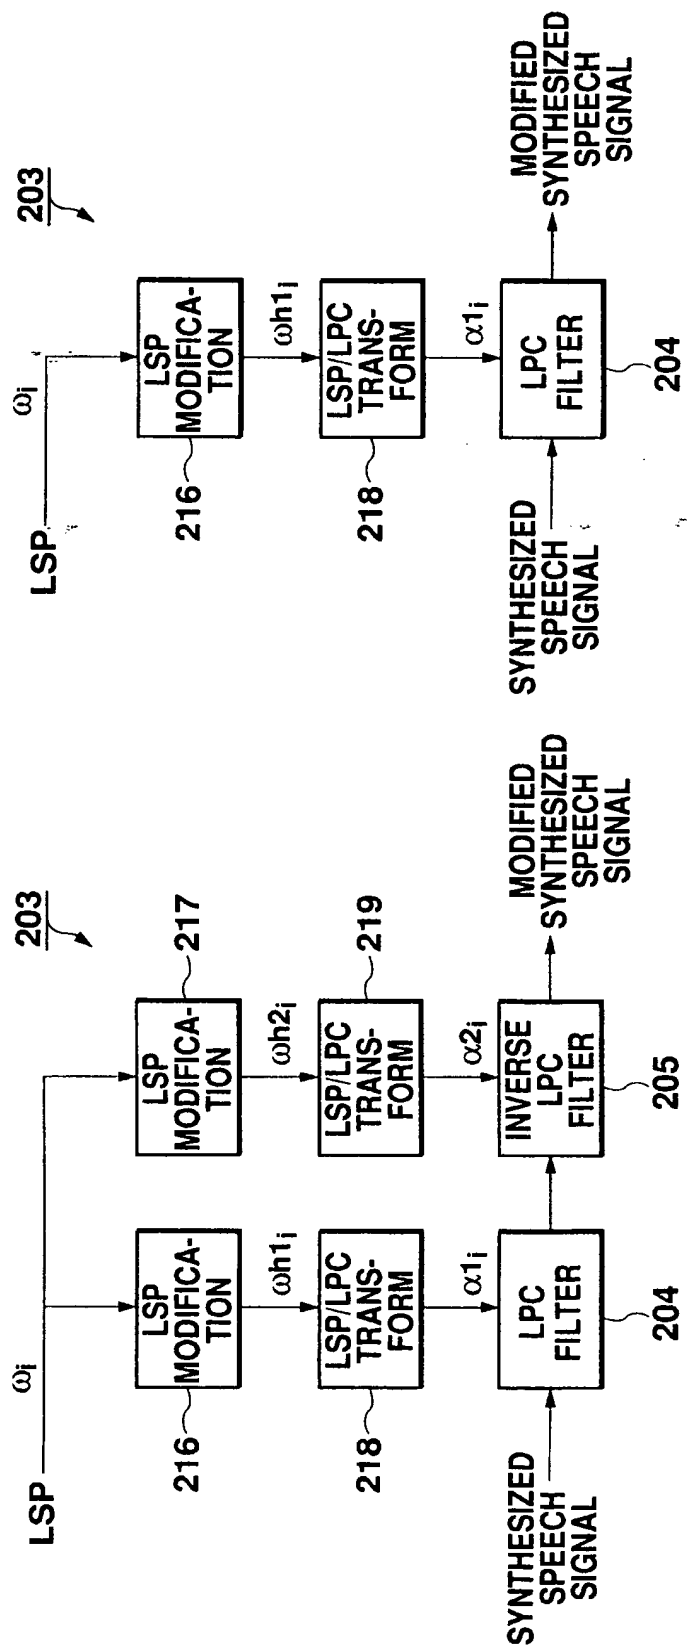 203
LSP
ωi
LSP
MODIFICA-
TION
216
ωh1i
LSP/LPC
TRANS-
FORM
218
α1i
SYNTHESIZED
SPEECH
SIGNAL
LPC
FILTER
204
LSP
MODIFICA-
TION
217
ωh2i
LSP/LPC
TRANS-
FORM
219
α2i
INVERSE
LPC
FILTER
205
MODIFIED
SYNTHESIZED
SPEECH
SIGNAL
203
LSP
ωi
LSP
MODIFICA-
TION
216
ωh1i
LSP/LPC
TRANS-
FORM
218
α1i
SYNTHESIZED
SPEECH
SIGNAL
LPC
FILTER
204
MODIFIED
SYNTHESIZED
SPEECH
SIGNAL